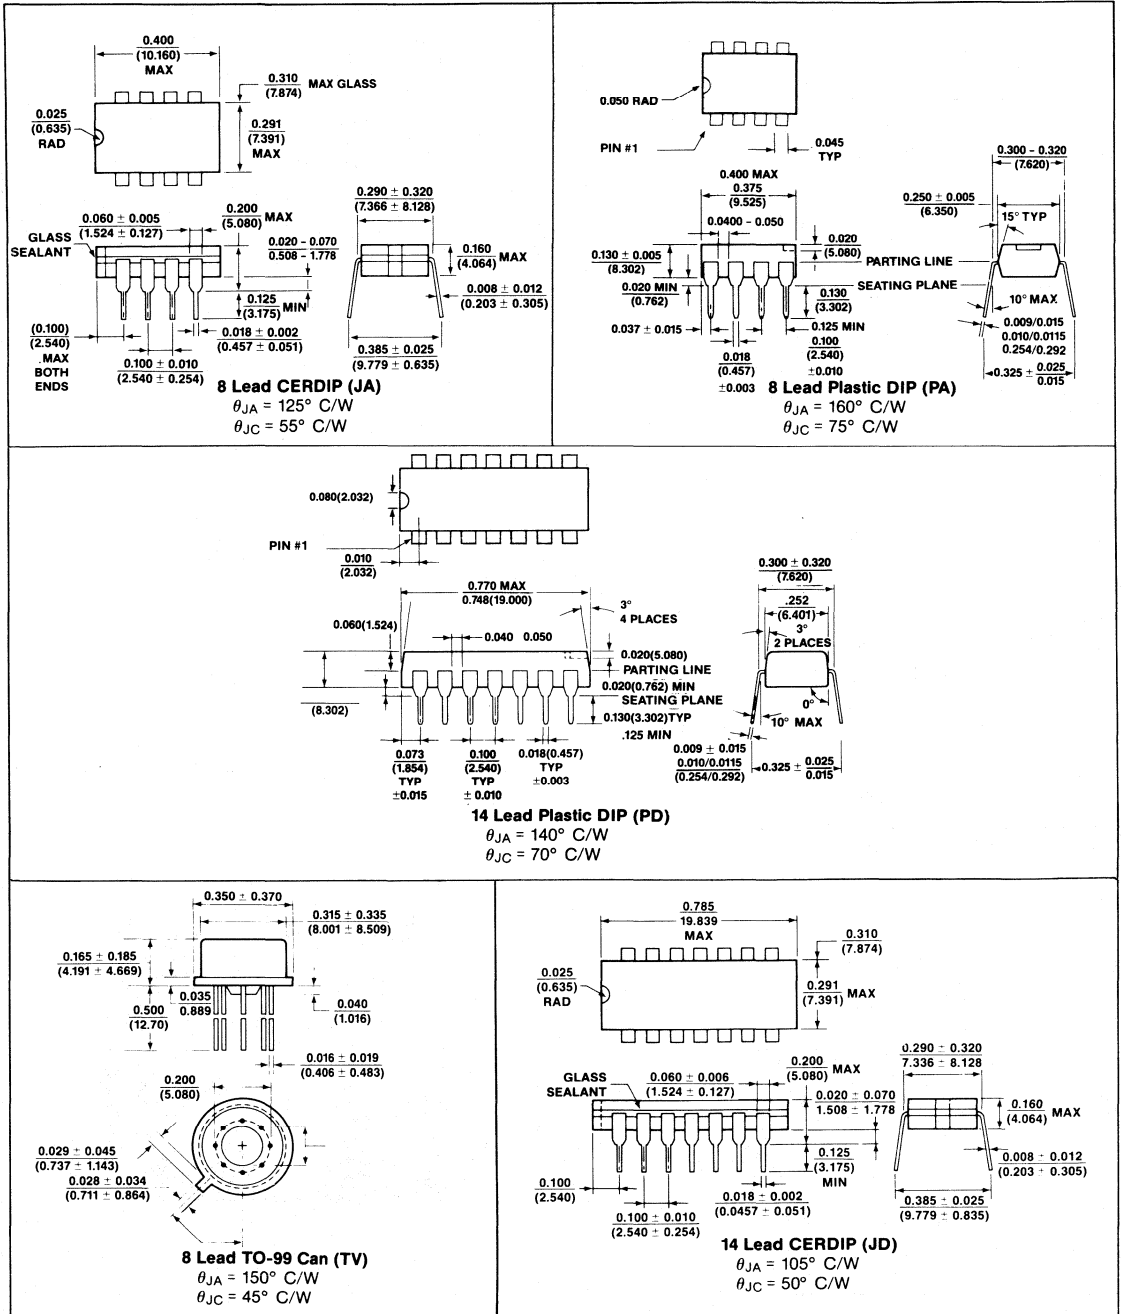 0.400
(10.160)
MAX
0.310
(7.874)
MAX GLASS
0.025
(0.635)
RAD
0.291
(7.391)
MAX
0.290 ± 0.320
(7.366 ± 8.128)
0.060 ± 0.005
(1.524 ± 0.127)
0.200
(5.080)
MAX
GLASS
SEALANT
0.020 - 0.070
0.508 - 1.778
0.160
(4.064)
MAX
0.008 ± 0.012
(0.203 ± 0.305)
0.125
(3.175)
MIN
(0.100)
(2.540)
.MAX
BOTH
ENDS
0.018 ± 0.002
(0.457 ± 0.051)
0.100 ± 0.010
(2.540 ± 0.254)
0.385 ± 0.025
(9.779 ± 0.635)
8 Lead CERDIP (JA)
θJA = 125° C/W
θJC = 55° C/W
0.050 RAD
PIN #1
0.045
TYP
0.400 MAX
0.375
(9.525)
0.0400 - 0.050
0.300 - 0.320
(7.620)
0.250 ± 0.005
(6.350)
15° TYP
0.130 ± 0.005
(8.302)
0.020 MIN
(0.762)
0.020
(5.080)
PARTING LINE
SEATING PLANE
0.130
(3.302)
10° MAX
0.037 ± 0.015
0.125 MIN
0.100
(2.540)
±0.010
0.018
(0.457)
±0.003
0.009/0.015
0.010/0.0115
0.254/0.292
0.325 ± 0.025
0.015
8 Lead Plastic DIP (PA)
θJA = 160° C/W
θJC = 75° C/W
0.080(2.032)
PIN #1
0.010
(2.032)
0.770 MAX
0.748(19.000)
3°
4 PLACES
0.060(1.524)
0.040 0.050
0.020(5.080)
PARTING LINE
0.020(0.762) MIN
SEATING PLANE
(8.302)
0.130(3.302)TYP
.125 MIN
0.073
(1.854)
TYP
±0.015
0.100
(2.540)
TYP
± 0.010
0.018(0.457)
TYP
±0.003
0.300 ± 0.320
(7.620)
.252
(6.401)
3°
2 PLACES
0°
10° MAX
0.009 ± 0.015
0.010/0.0115
(0.254/0.292)
0.325 ± 0.025
0.015
14 Lead Plastic DIP (PD)
θJA = 140° C/W
θJC = 70° C/W
0.350 ± 0.370
0.315 ± 0.335
(8.001 ± 8.509)
0.165 ± 0.185
(4.191 ± 4.669)
0.035
0.889
0.500
(12.70)
0.040
(1.016)
0.016 ± 0.019
(0.406 ± 0.483)
0.200
(5.080)
0.029 ± 0.045
(0.737 ± 1.143)
0.028 ± 0.034
(0.711 ± 0.864)
8 Lead TO-99 Can (TV)
θJA = 150° C/W
θJC = 45° C/W
0.785
19.839
MAX
0.310
(7.874)
0.025
(0.635)
RAD
0.291
(7.391)
MAX
0.290 ± 0.320
7.336 ± 8.128
GLASS
SEALANT
0.060 ± 0.006
(1.524 ± 0.127)
0.200
(5.080)
MAX
0.020 ± 0.070
1.508 ± 1.778
0.160
(4.064)
MAX
0.125
(3.175)
MIN
0.008 ± 0.012
(0.203 ± 0.305)
0.100
(2.540)
0.018 ± 0.002
(0.0457 ± 0.051)
0.100 ± 0.010
(2.540 ± 0.254)
0.385 ± 0.025
(9.779 ± 0.835)
14 Lead CERDIP (JD)
θJA = 105° C/W
θJC = 50° C/W